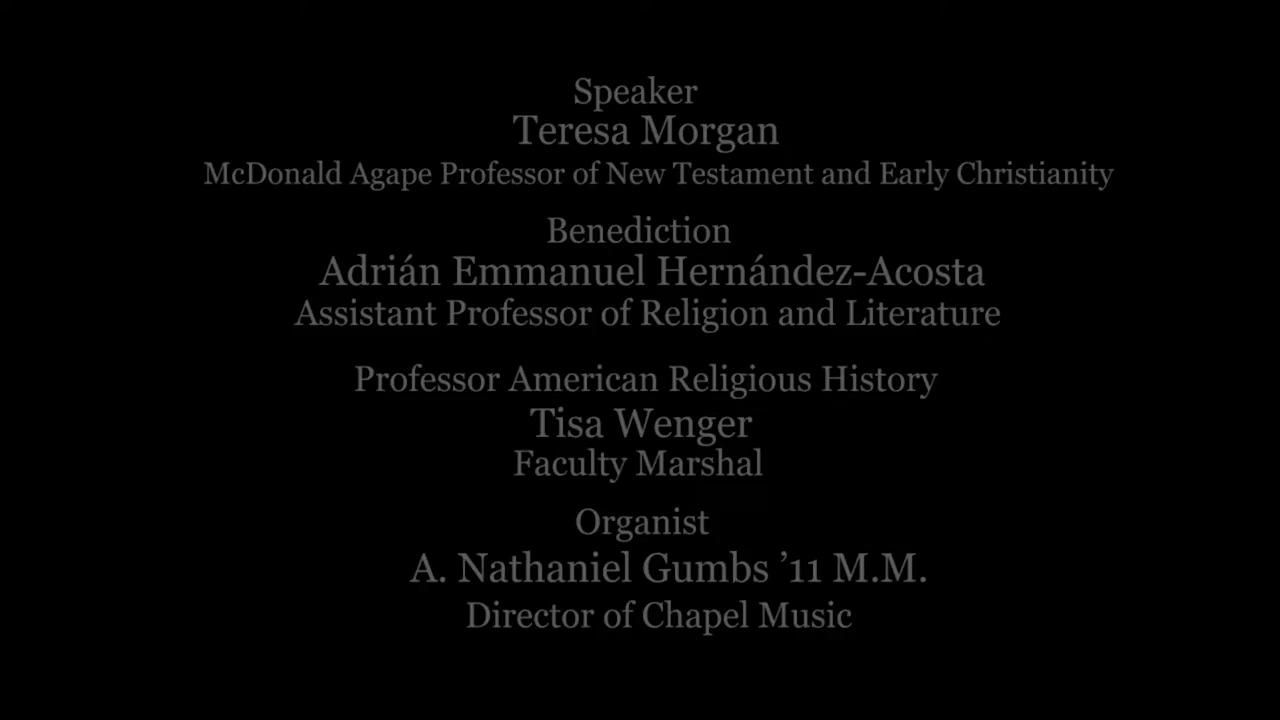 Speaker
Teresa Morgan
McDonald Agape Professor of New Testament and Early Christianity
Benediction
Adrián Emmanuel Hernández-Acosta
Assistant Professor of Religion and Literature
Professor American Religious History
Tisa Wenger
Faculty Marshal
Organist
A. Nathaniel Gumbs ’11 M.M.
Director of Chapel Music